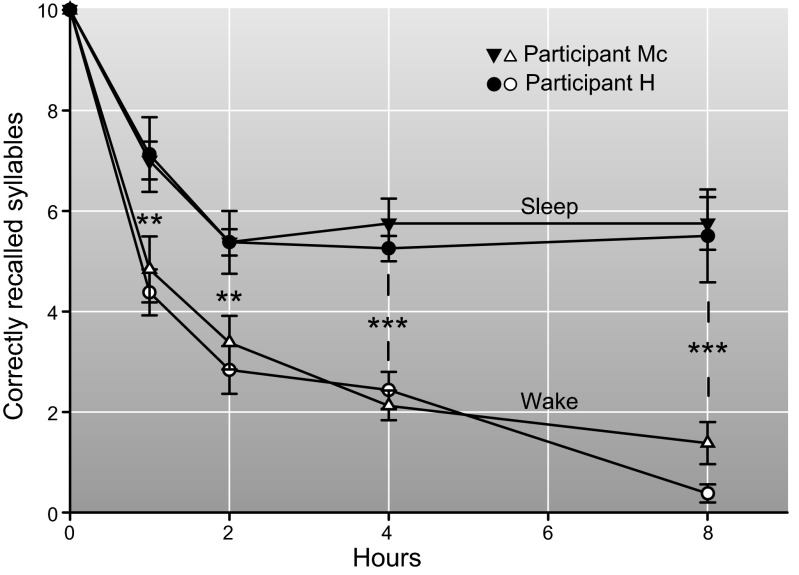 10
Participant Mc
Participant H
8
6
Sleep
**
**
4
***
***
2
Wake
0
0 2 4 6 8
Hours
Correctly recalled syllables